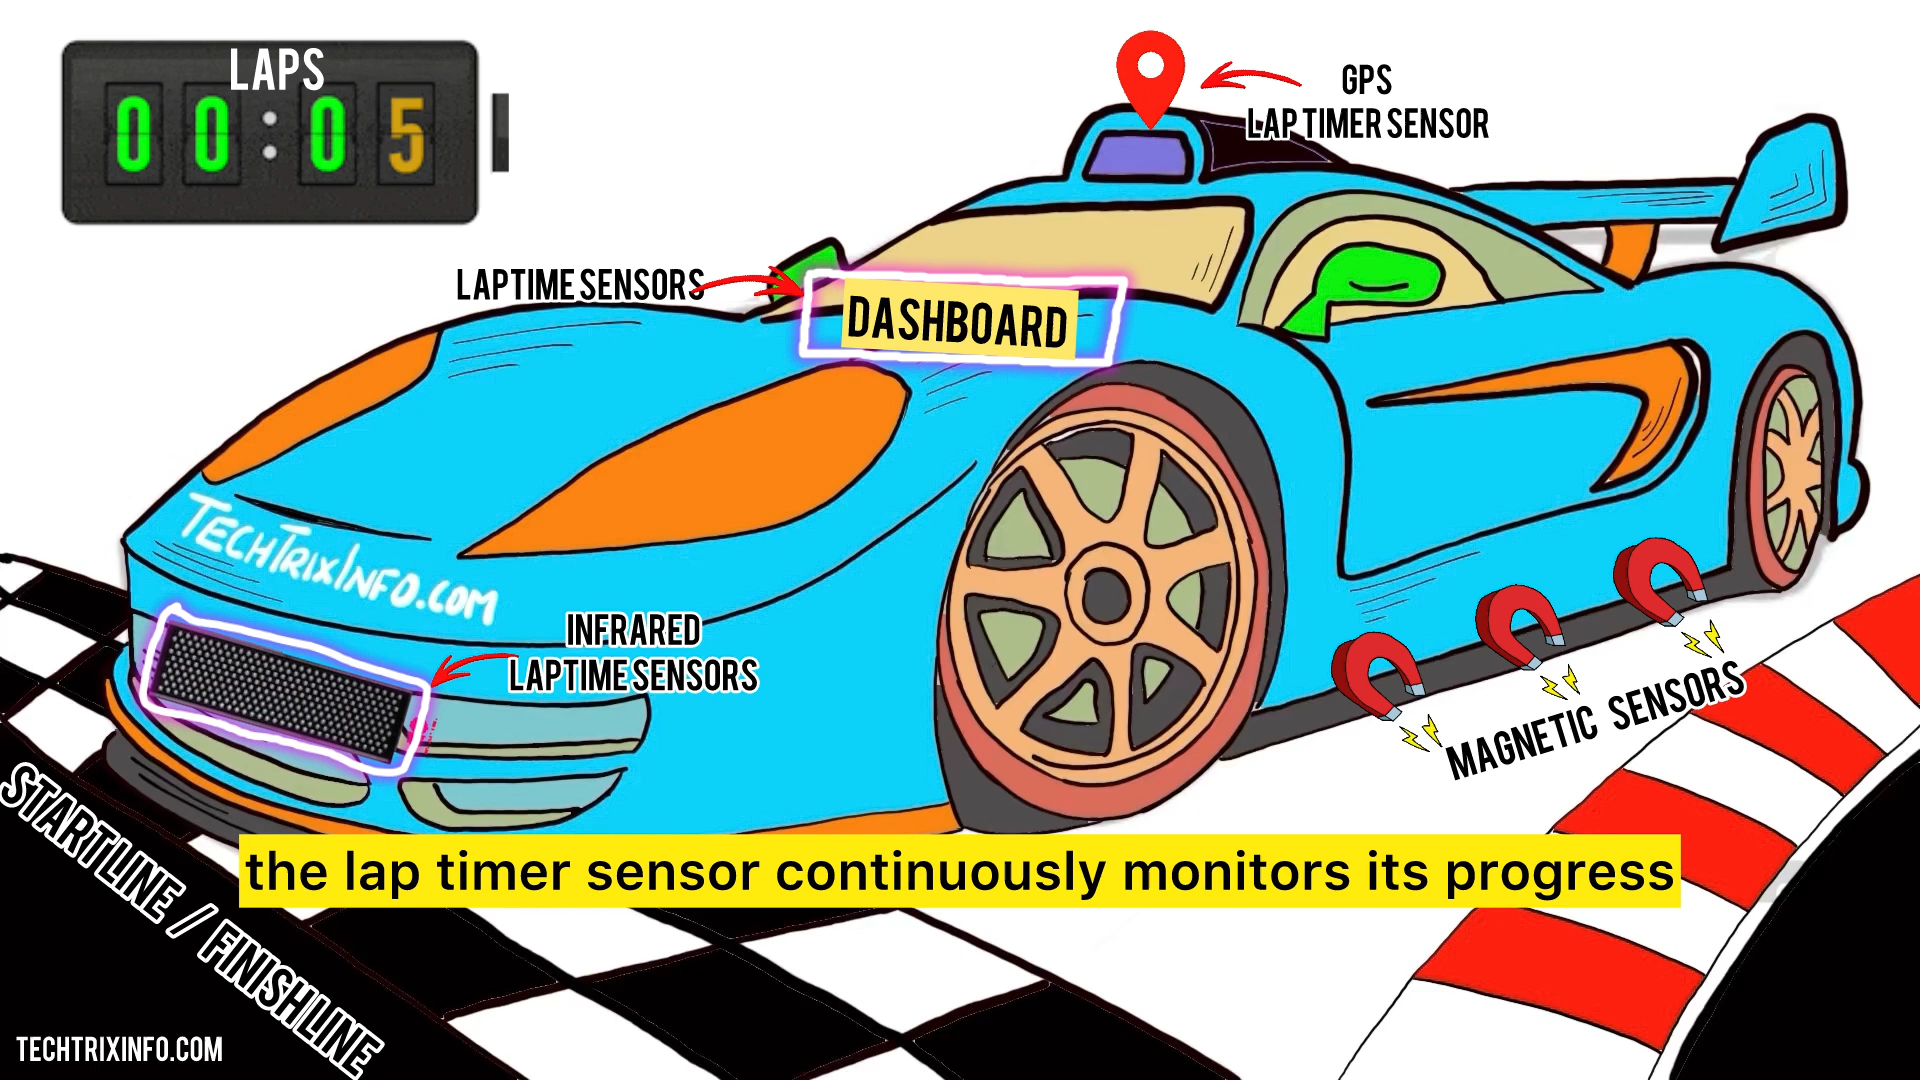 LAPS
00:05
GPS
LAP TIMER SENSOR
LAPTIME SENSORS
DASHBOARD
TECHTRIXINFO.COM
INFRARED
LAPTIME SENSORS
MAGNETIC SENSORS
STARTLINE / FINISHLINE
the lap timer sensor continuously monitors its progress
TECHTRIXINFO.COM